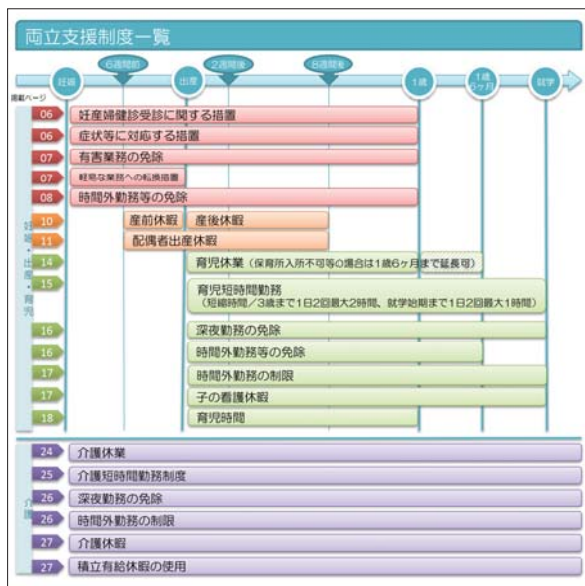 両立支援制度一覧
6週間前
2週間後
8週間後
妊娠
出産
1歳
1歳
6ヶ月
就学
掲載ページ
妊娠・出産・育児
06 妊産婦健診受診に関する措置
06 症状等に対応する措置
07 有害業務の免除
07 軽易な業務への転換措置
08 時間外勤務等の免除
10 産前休暇 産後休暇
11 配偶者出産休暇
14 育児休業(保育所入所不可等の場合は1歳6ヶ月まで延長可)
15 育児短時間勤務
(短縮時間/3歳まで1日2回最大2時間、就学始期まで1日2回最大1時間)
16 深夜勤務の免除
16 時間外勤務等の免除
17 時間外勤務の制限
17 子の看護休暇
18 育児時間
介護
24 介護休業
25 介護短時間勤務制度
26 深夜勤務の免除
26 時間外勤務の制限
27 介護休暇
27 積立有給休暇の使用